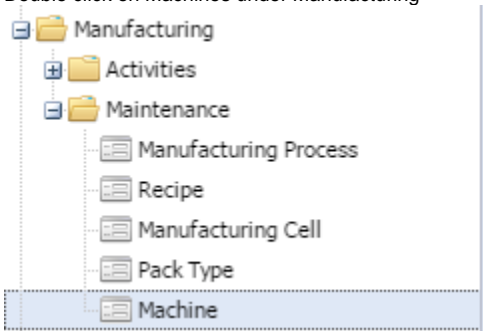 Double click on Machines under Manufacturing
Manufacturing
Activities
Maintenance
Manufacturing Process
Recipe
Manufacturing Cell
Pack Type
Machine